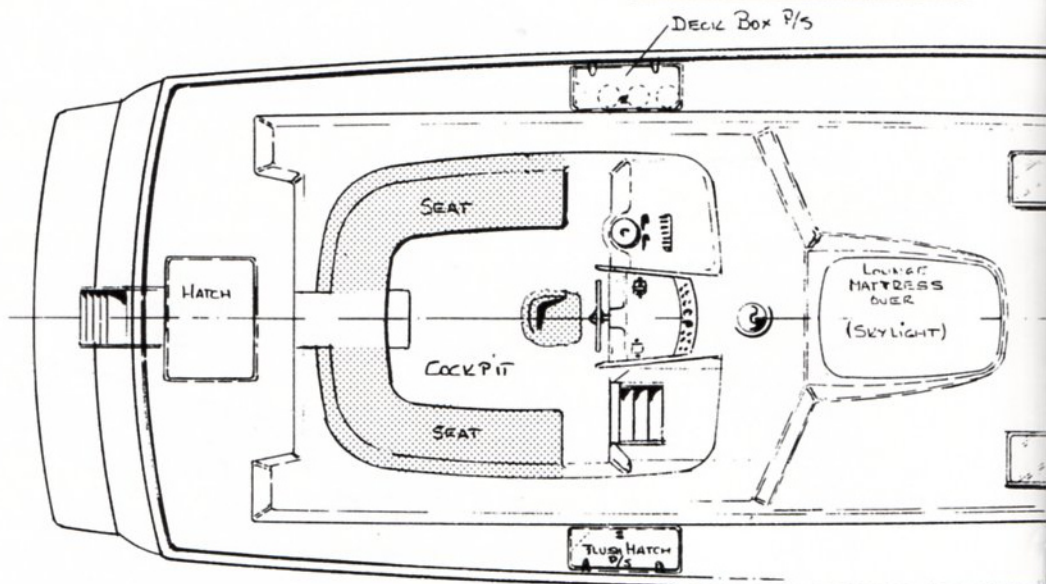 DECK BOX P/S
SEAT
HATCH
LOUNGE
MATTRESS
OVER
(SKYLIGHT)
COCKPIT
SEAT
FLUSH HATCH
P/S